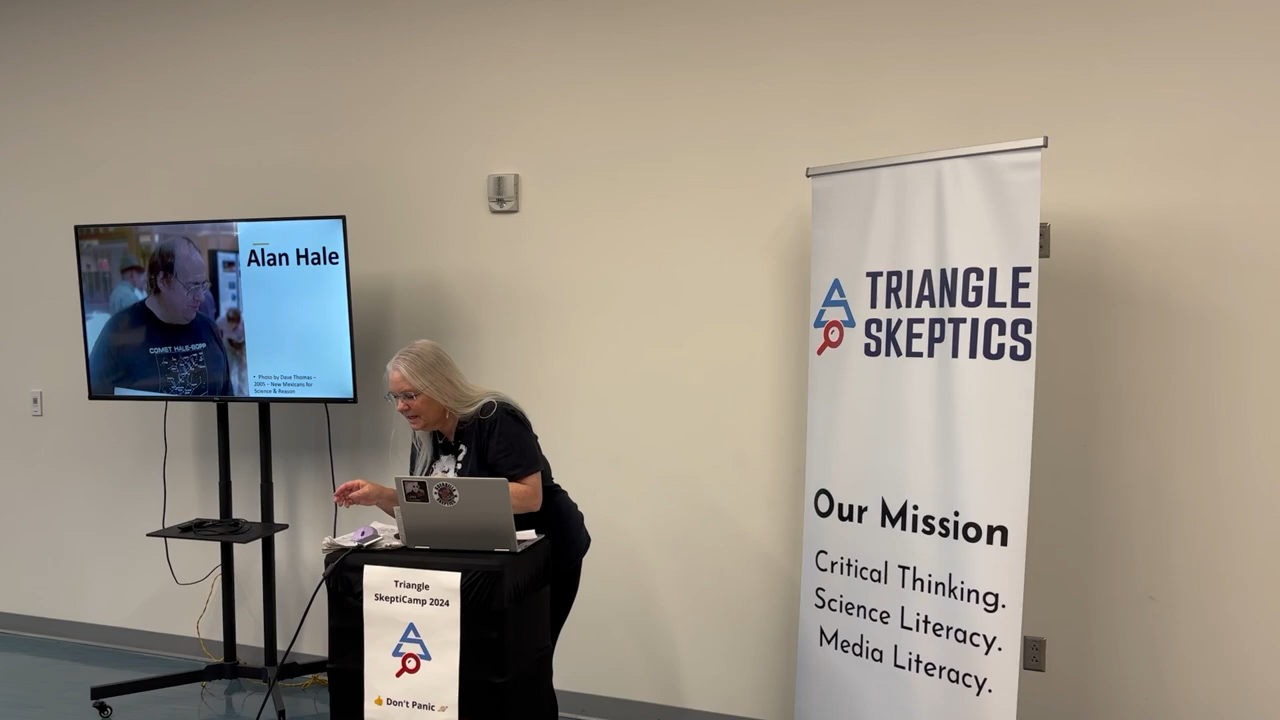 Alan Hale
COMET HALE-BOPP
• Photo by Dave Thomas –
2005 – New Mexicans for
Science & Reason
TRIANGLE
SKEPTICS
Our Mission
Critical Thinking.
Science Literacy.
Media Literacy.
Triangle
SkeptiCamp 2024
👍 Don't Panic 🪐